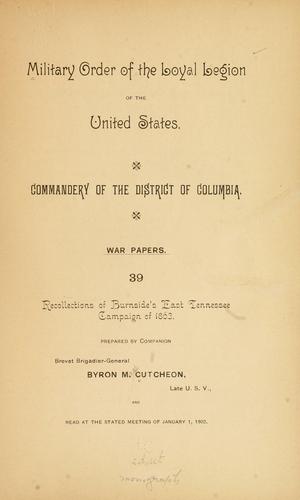 Military Order of the Loyal Legion
OF THE
United States.
COMMANDERY OF THE DISTRICT OF COLUMBIA.
WAR PAPERS.
39
Recollections of Burnside's East Tennessee
Campaign of 1863.
PREPARED BY COMPANION
Brevet Brigadier-General
BYRON M. CUTCHEON,
Late U. S. V.,
AND
READ AT THE STATED MEETING OF JANUARY 1, 1902.
monograph